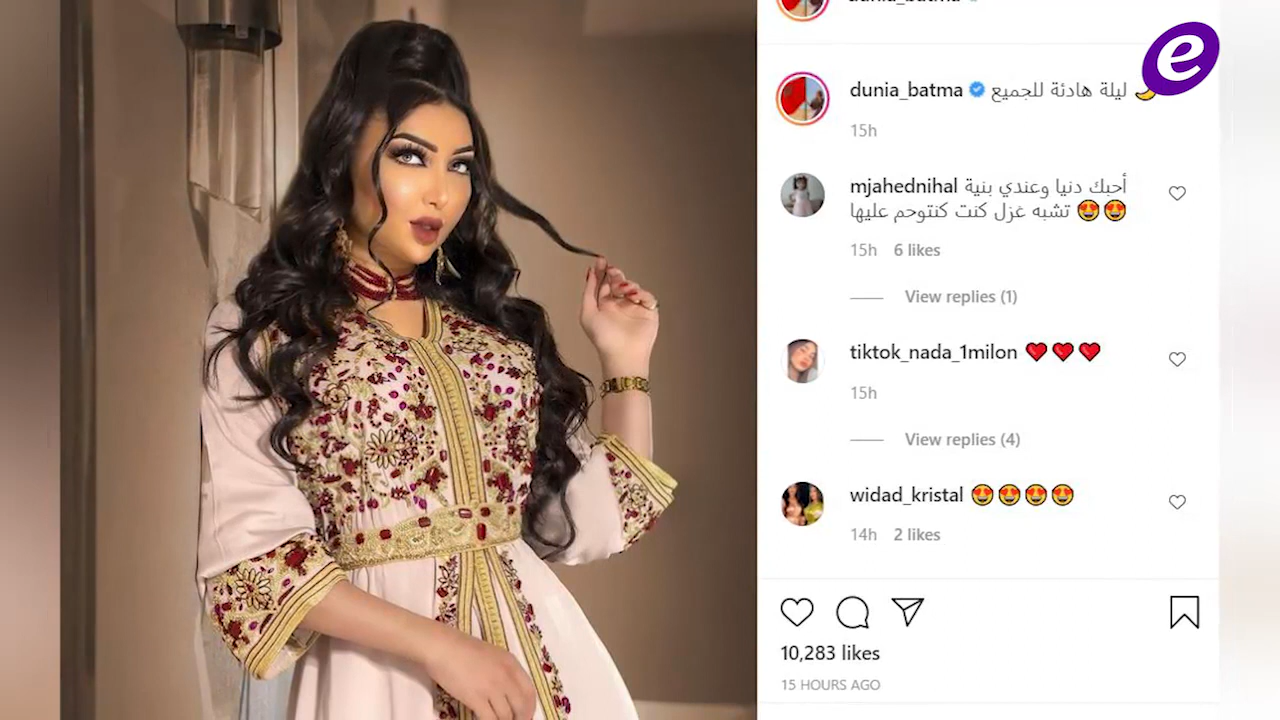 dunia_batma
e
dunia_batma ليلة هادئة للجميع 🌙
15h
mjahednihal أحبك دنيا وعندي بنية
تشبه غزل كنت كنتوحم عليها 😍😍
15h 6 likes
View replies (1)
tiktok_nada_1milon ❤️❤️❤️
15h
View replies (4)
widad_kristal 😍😍😍😍
14h 2 likes
10,283 likes
15 HOURS AGO